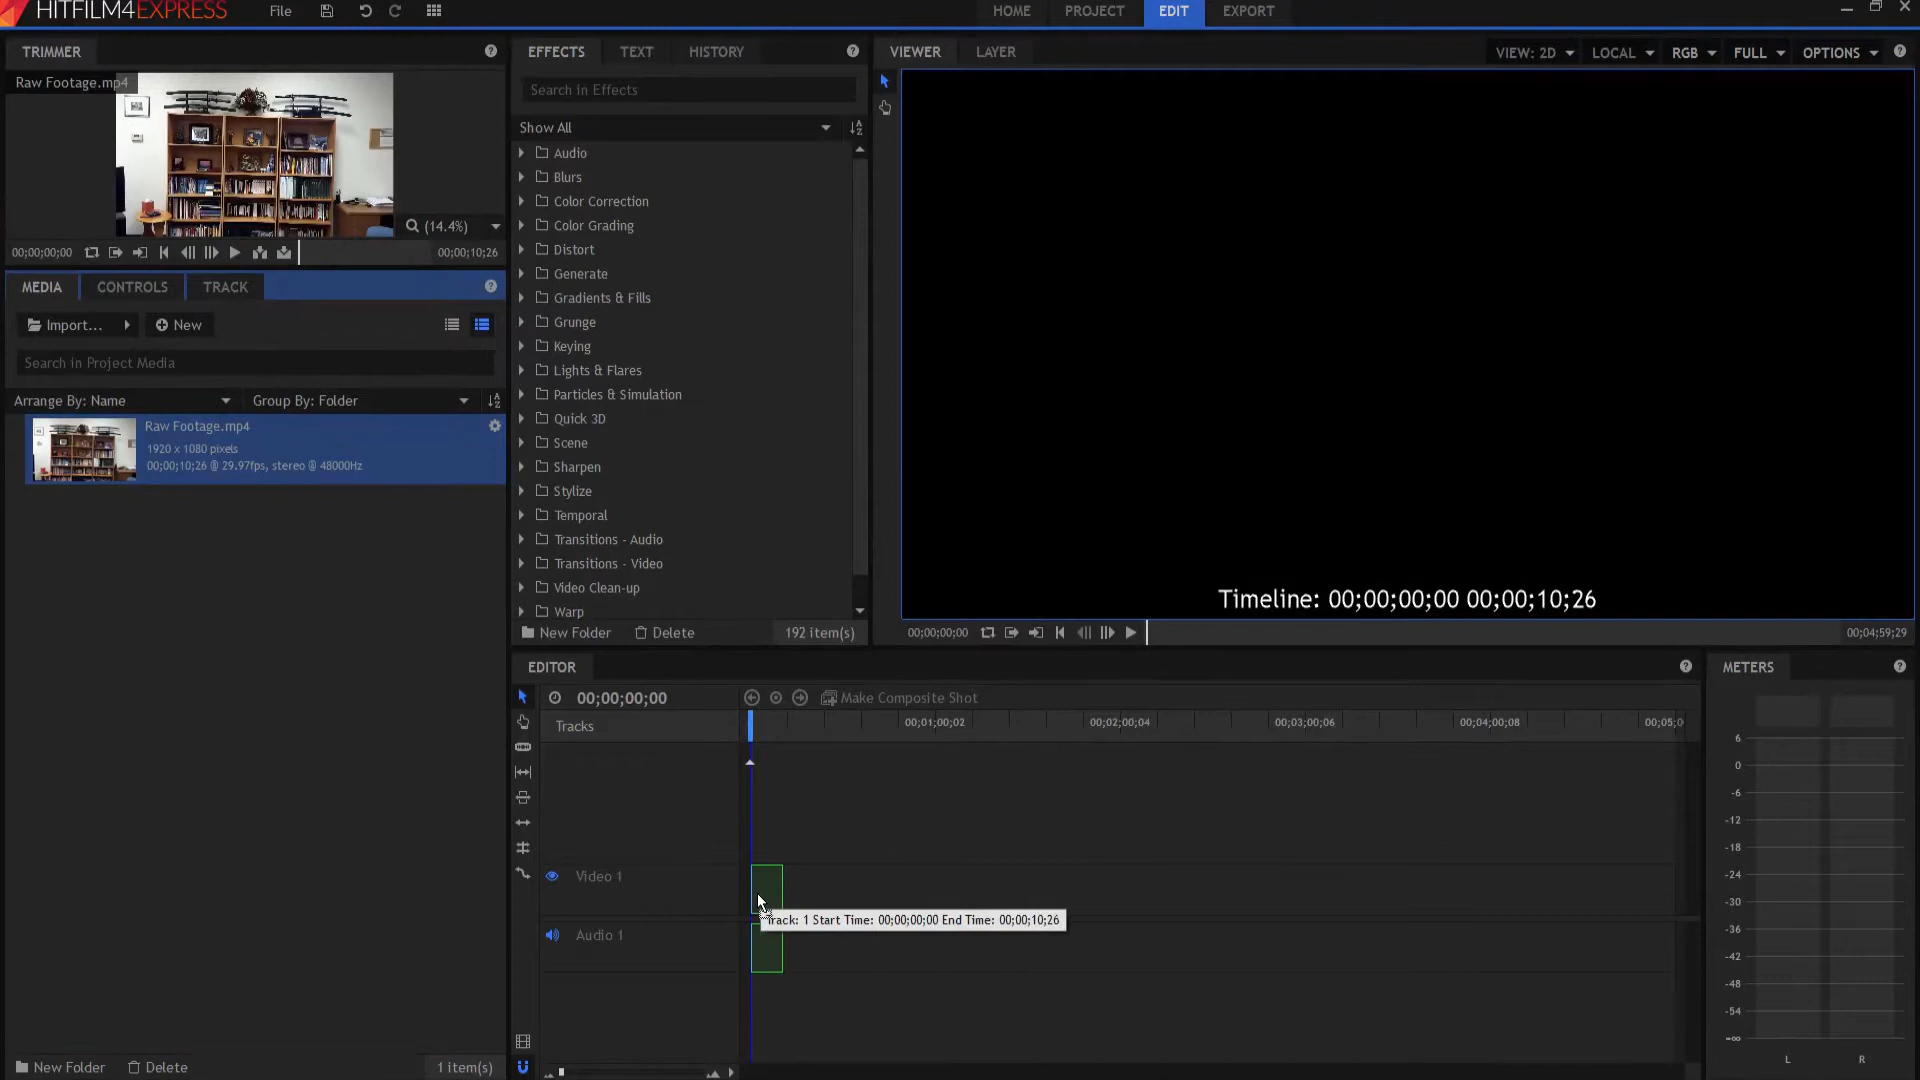 HITFILM4EXPRESS
File
HOME
PROJECT
EDIT
EXPORT
TRIMMER
Raw Footage.mp4
(14.4%)
00;00;00;00
00;00;10;26
MEDIA
CONTROLS
TRACK
Import...
New
Search in Project Media
Arrange By: Name
Group By: Folder
Raw Footage.mp4
1920 x 1080 pixels
00;00;10;26 @ 29.97fps, stereo @ 48000Hz
New Folder
Delete
1 item(s)
EFFECTS
TEXT
HISTORY
Search in Effects
Show All
Audio
Blurs
Color Correction
Color Grading
Distort
Generate
Gradients & Fills
Grunge
Keying
Lights & Flares
Particles & Simulation
Quick 3D
Scene
Sharpen
Stylize
Temporal
Transitions - Audio
Transitions - Video
Video Clean-up
Warp
New Folder
Delete
192 item(s)
VIEWER
LAYER
VIEW: 2D
LOCAL
RGB
FULL
OPTIONS
Timeline: 00;00;00;00 00;00;10;26
00;00;00;00
00;04;59;29
EDITOR
00;00;00;00
Make Composite Shot
Tracks
00;01;00;02
00;02;00;04
00;03;00;06
00;04;00;08
00;05;0
Video 1
Track: 1 Start Time: 00;00;00;00 End Time: 00;00;10;26
Audio 1
METERS
6
0
-6
-12
-18
-24
-30
-36
-42
-48
-54
-∞
L
R